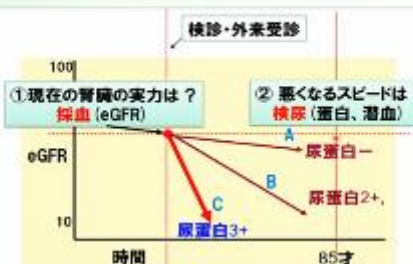 検診・外来受診
100
①現在の腎臓の実力は？
採血(eGFR)
② 悪くなるスピードは
検尿(蛋白、潜血)
A
尿蛋白－
eGFR
B
尿蛋白2+,
C
10
尿蛋白3+
時間
85才